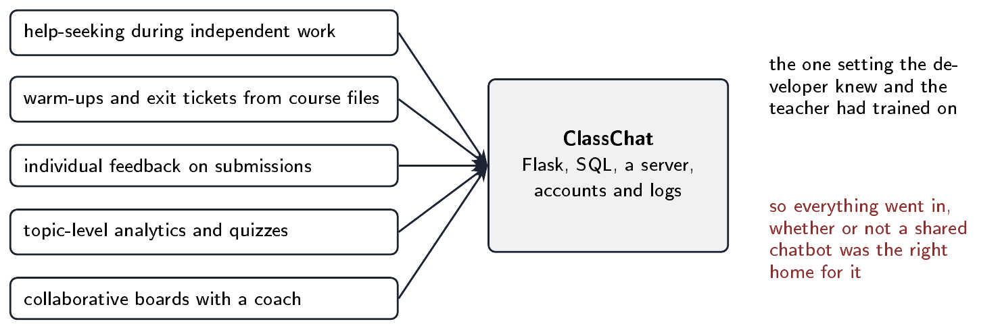 help-seeking during independent work
warm-ups and exit tickets from course files
individual feedback on submissions
topic-level analytics and quizzes
collaborative boards with a coach
ClassChat
Flask, SQL, a server,
accounts and logs
the one setting the de-
veloper knew and the
teacher had trained on
so everything went in,
whether or not a shared
chatbot was the right
home for it